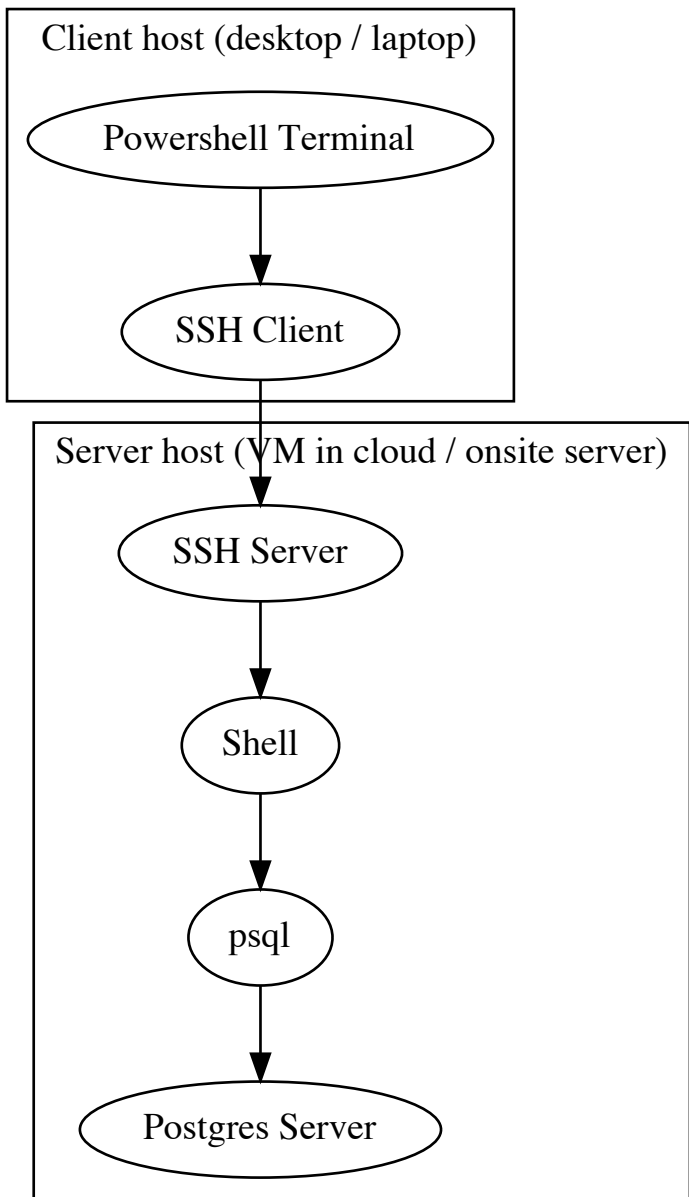 Client host (desktop / laptop)
Powershell Terminal
SSH Client
Server host (VM in cloud / onsite server)
SSH Server
Shell
psql
Postgres Server